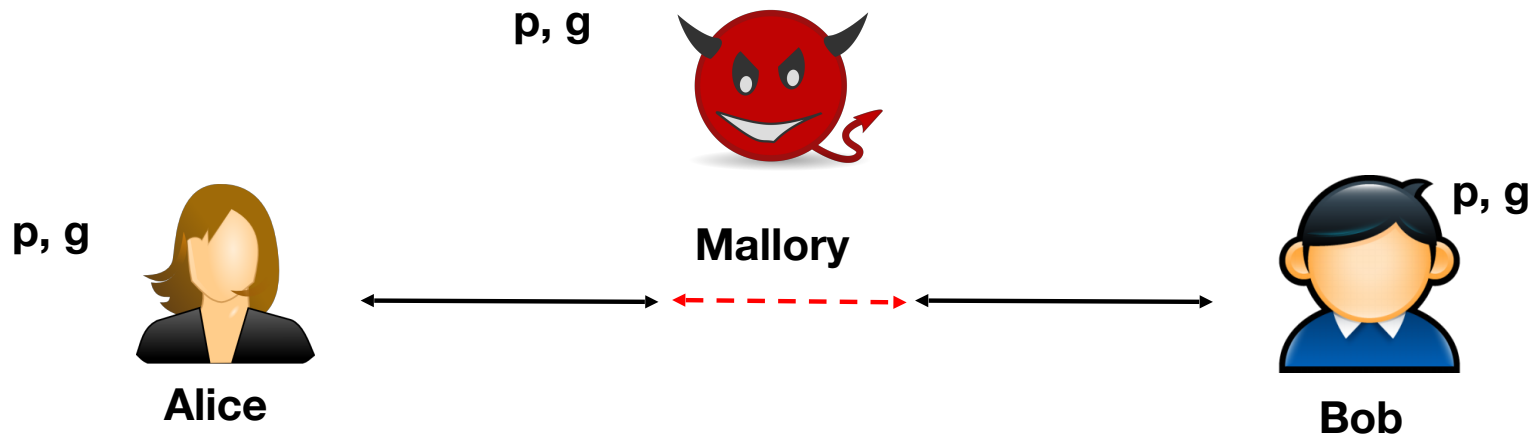 p, g
p, g
p, g
Mallory
Alice
Bob